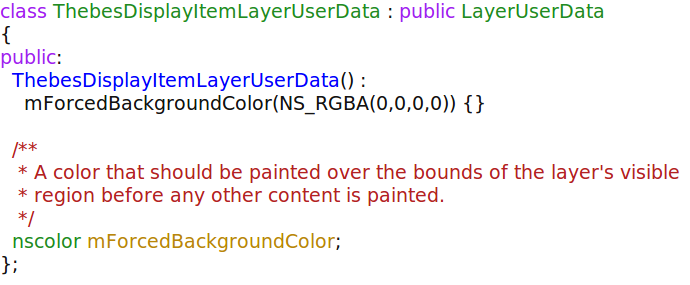 class ThebesDisplayItemLayerUserData : public LayerUserData
{
public:
  ThebesDisplayItemLayerUserData() :
    mForcedBackgroundColor(NS_RGBA(0,0,0,0)) {}

  /**
   * A color that should be painted over the bounds of the layer's visible
   * region before any other content is painted.
   */
  nscolor mForcedBackgroundColor;
};